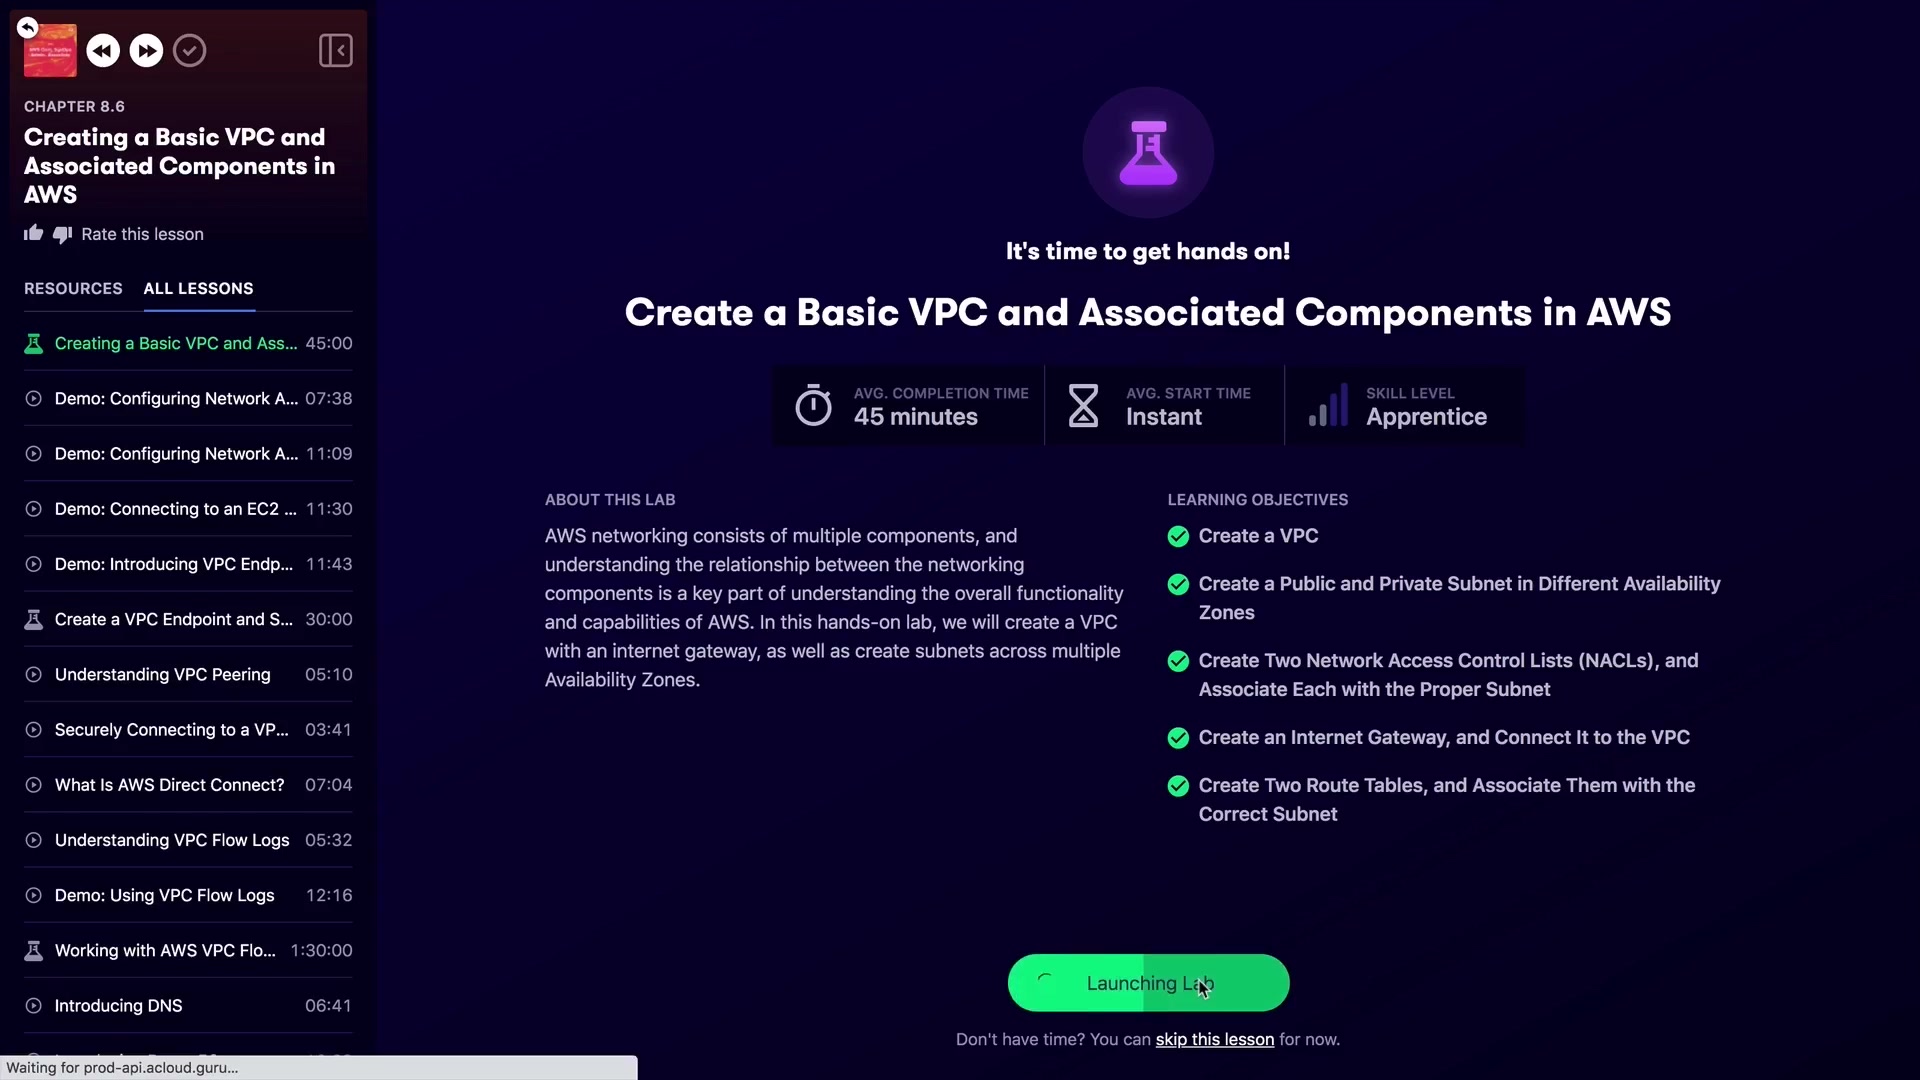 CHAPTER 8.6
Creating a Basic VPC and
Associated Components in
AWS
Rate this lesson
RESOURCES ALL LESSONS
Creating a Basic VPC and Ass... 45:00
Demo: Configuring Network A... 07:38
Demo: Configuring Network A... 11:09
Demo: Connecting to an EC2 ... 11:30
Demo: Introducing VPC Endp... 11:43
Create a VPC Endpoint and S... 30:00
Understanding VPC Peering 05:10
Securely Connecting to a VP... 03:41
What Is AWS Direct Connect? 07:04
Understanding VPC Flow Logs 05:32
Demo: Using VPC Flow Logs 12:16
Working with AWS VPC Flo... 1:30:00
Introducing DNS 06:41
Waiting for prod-api.acloud.guru...
It's time to get hands on!
Create a Basic VPC and Associated Components in AWS
AVG. COMPLETION TIME
45 minutes
AVG. START TIME
Instant
SKILL LEVEL
Apprentice
ABOUT THIS LAB
AWS networking consists of multiple components, and
understanding the relationship between the networking
components is a key part of understanding the overall functionality
and capabilities of AWS. In this hands-on lab, we will create a VPC
with an internet gateway, as well as create subnets across multiple
Availability Zones.
LEARNING OBJECTIVES
Create a VPC
Create a Public and Private Subnet in Different Availability
Zones
Create Two Network Access Control Lists (NACLs), and
Associate Each with the Proper Subnet
Create an Internet Gateway, and Connect It to the VPC
Create Two Route Tables, and Associate Them with the
Correct Subnet
Launching Lab
Don't have time? You can skip this lesson for now.